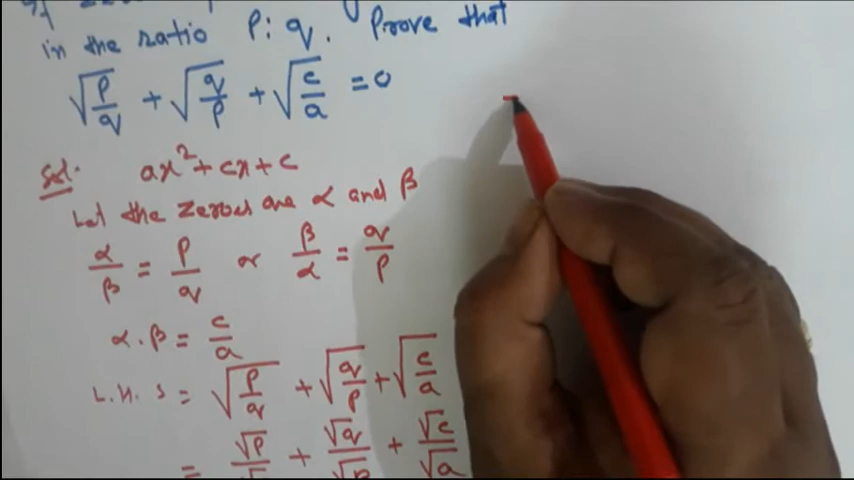 in the ratio P : q. Prove that
√P/q + √q/P + √c/a = 0
Sol. ax² + cx + c
Let the zeroes are α and β
α/β = P/q or β/α = q/P
α . β = c/a
L.H.S = √P/q + √q/P + √c/a
= √P/√ + √q/√P + √c/√a